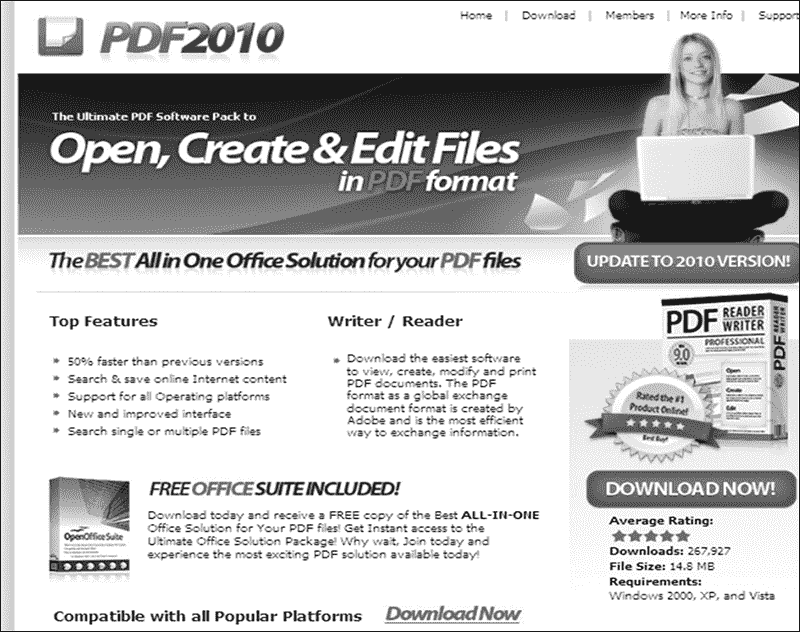 Home | Download | Members | More Info | Support
PDF2010
The Ultimate PDF Software Pack to
Open, Create & Edit Files
in PDF format
The BEST All in One Office Solution for your PDF files
UPDATE TO 2010 VERSION!
Top Features
» 50% faster than previous versions
» Search & save online Internet content
» Support for all Operating platforms
» New and improved interface
» Search single or multiple PDF files
Writer / Reader
» Download the easiest software
to view, create, modify and print
PDF documents. The PDF
format as a global exchange
document format is created by
Adobe and is the most efficient
way to exchange information.
PDF READER
WRITER
PROFESSIONAL
9.0
Open
Create
Edit
PDF READER
WRITER
Rated the #1
Product Online!
Best Buy!
DOWNLOAD NOW!
Average Rating:
Downloads: 267,927
File Size: 14.8 MB
Requirements:
Windows 2000, XP, and Vista
OpenOffice Suite
FREE OFFICE SUITE INCLUDED!
Download today and receive a FREE copy of the Best ALL-IN-ONE
Office Solution for Your PDF files! Get Instant access to the
Ultimate Office Solution Package! Why wait, Join today and
experience the most exciting PDF solution available today!
Compatible with all Popular Platforms
Download Now